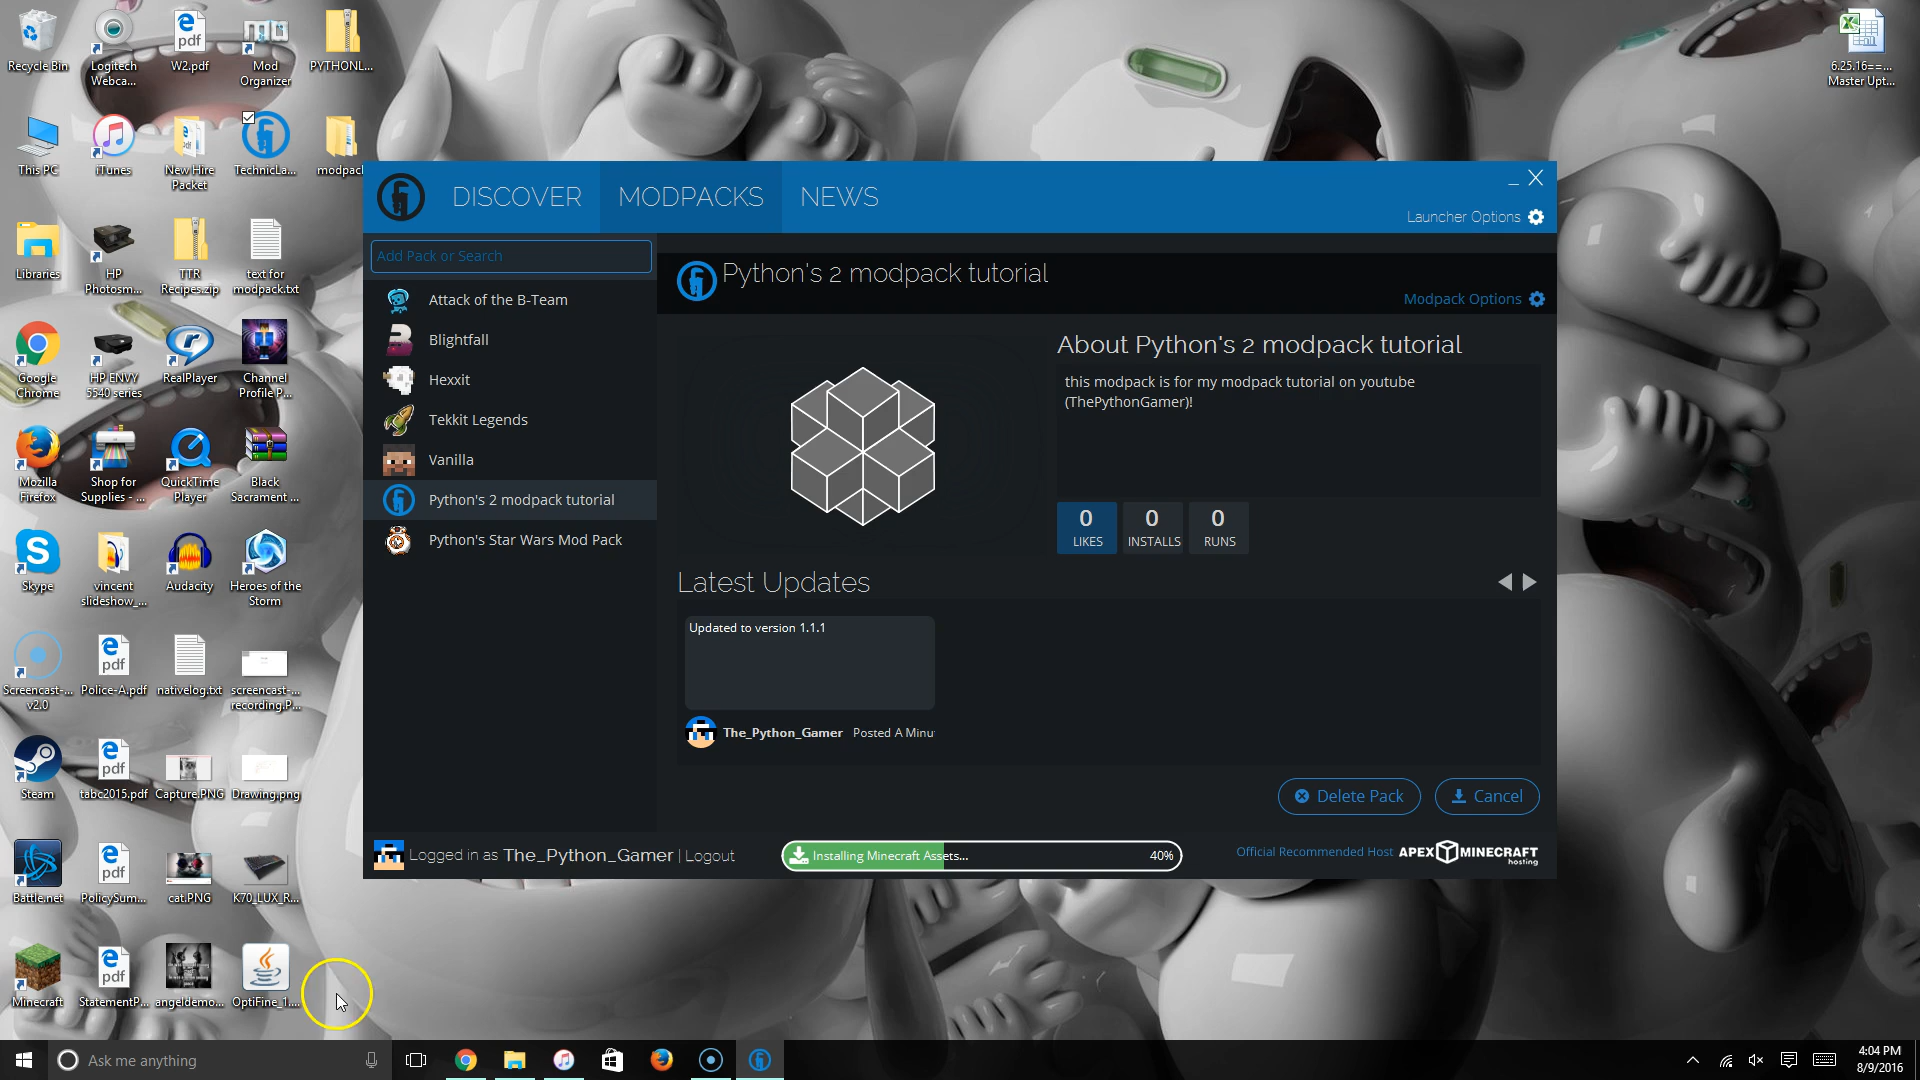 Recycle Bin
Logitech
Webca...
W2.pdf
Mod
Organizer
PYTHONL...
6.25.16==...
Master Upt...
This PC
iTunes
New Hire
Packet
TechnicLa...
modpack
Libraries
HP
Photosm...
TTR
Recipes.zip
text for
modpack.txt
Google
Chrome
HP ENVY
5540 series
RealPlayer
Channel
Profile P...
Mozilla
Firefox
Shop for
Supplies - ...
QuickTime
Player
Black
Sacrament ...
Skype
vincent
slideshow_...
Audacity
Heroes of the
Storm
Screencast-...
v2.0
Police-A.pdf
nativelog.txt
screencast-...
recording.P...
Steam
tabc2015.pdf
Capture.PNG
Drawing.png
Battle.net
PolicySum...
cat.PNG
K70_LUX_R...
Minecraft
StatementP...
angeldemo...
OptiFine_1....
DISCOVER
MODPACKS
NEWS
Launcher Options
Add Pack or Search
Attack of the B-Team
Blightfall
Hexxit
Tekkit Legends
Vanilla
Python's 2 modpack tutorial
Python's Star Wars Mod Pack
Python's 2 modpack tutorial
Modpack Options
About Python's 2 modpack tutorial
this modpack is for my modpack tutorial on youtube
(ThePythonGamer)!
0
LIKES
0
INSTALLS
0
RUNS
Latest Updates
Updated to version 1.1.1
The_Python_Gamer Posted A Minu
Delete Pack
Cancel
Logged in as The_Python_Gamer | Logout
Installing Minecraft Assets... 40%
Official Recommended Host APEX MINECRAFT
hosting
Ask me anything
4:04 PM
8/9/2016